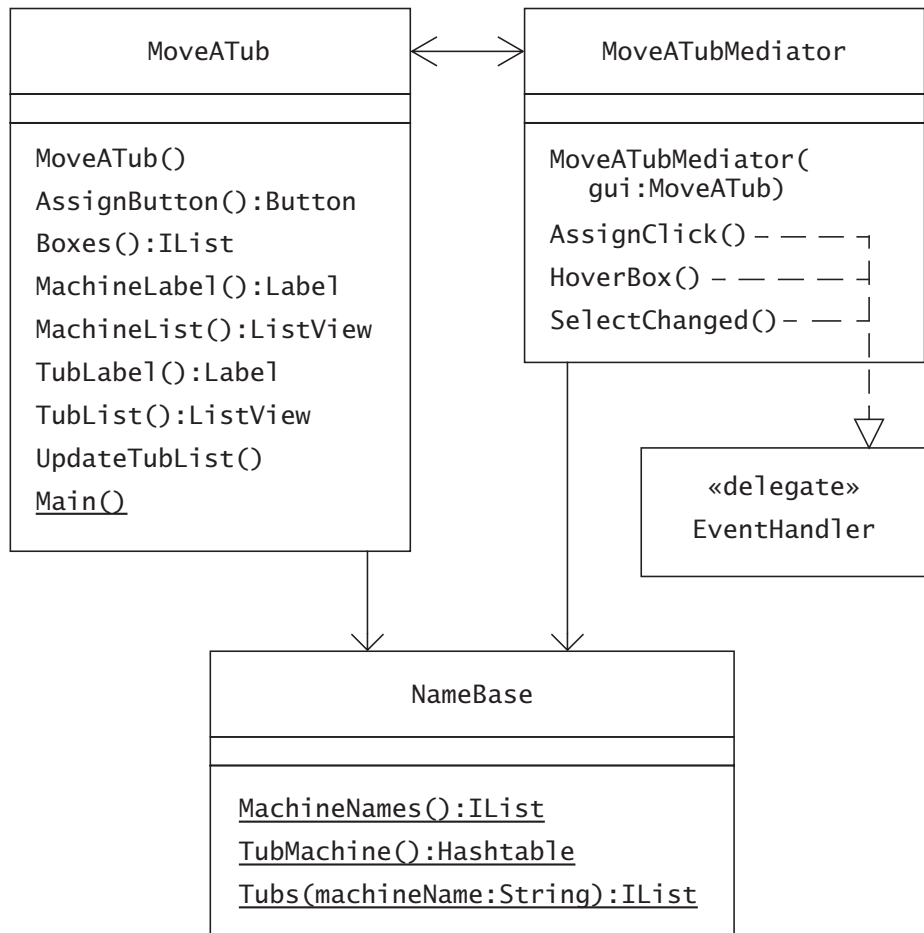 MoveATub
MoveATub()
AssignButton():Button
Boxes():IList
MachineLabel():Label
MachineList():ListView
TubLabel():Label
TubList():ListView
UpdateTubList()
Main()
MoveATubMediator
MoveATubMediator(
gui:MoveATub)
AssignClick()
HoverBox()
SelectChanged()
«delegate»
EventHandler
NameBase
MachineNames():IList
TubMachine():Hashtable
Tubs(machineName:String):IList